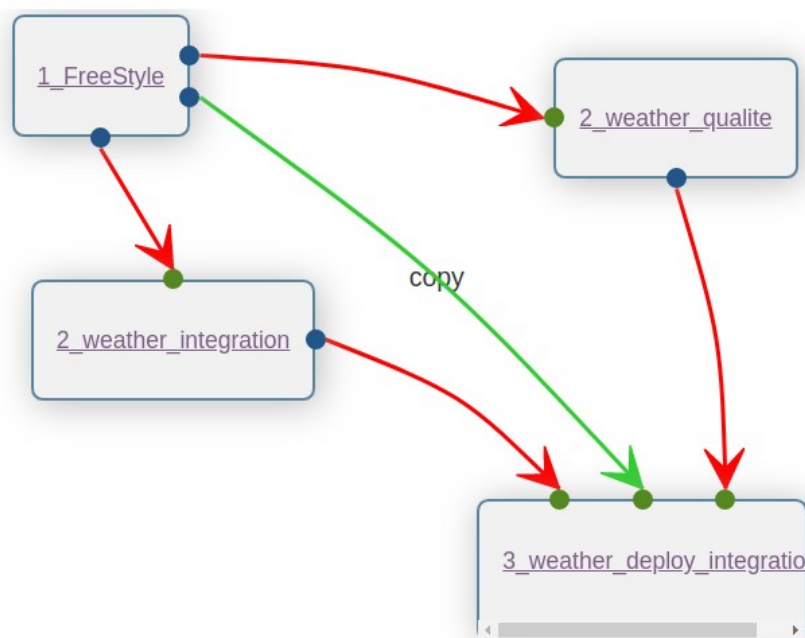 1_FreeStyle
2_weather_qualite
copy
2_weather_integration
3_weather_deploy_integratio